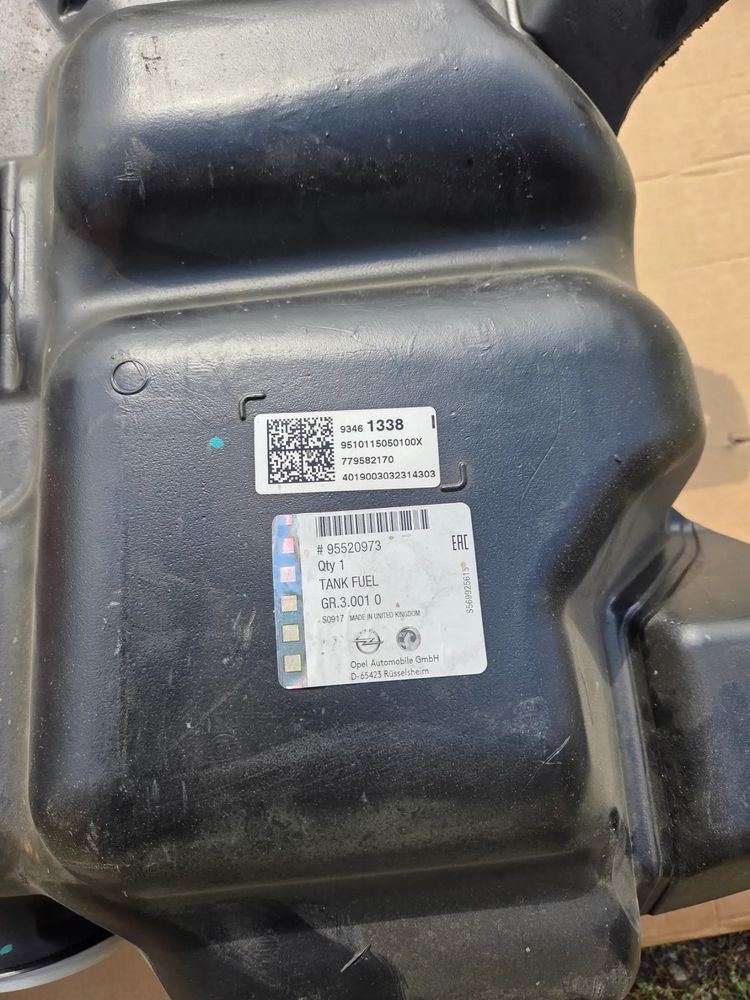 9346 1338
9510115050100X
779582170
4019003032314303
# 95520973
Qty 1
TANK FUEL
GR.3.001 0
S0917 MADE IN UNITED KINGDOM
Opel Automobile GmbH
D-65423 Rüsselsheim
EAC
S569925615